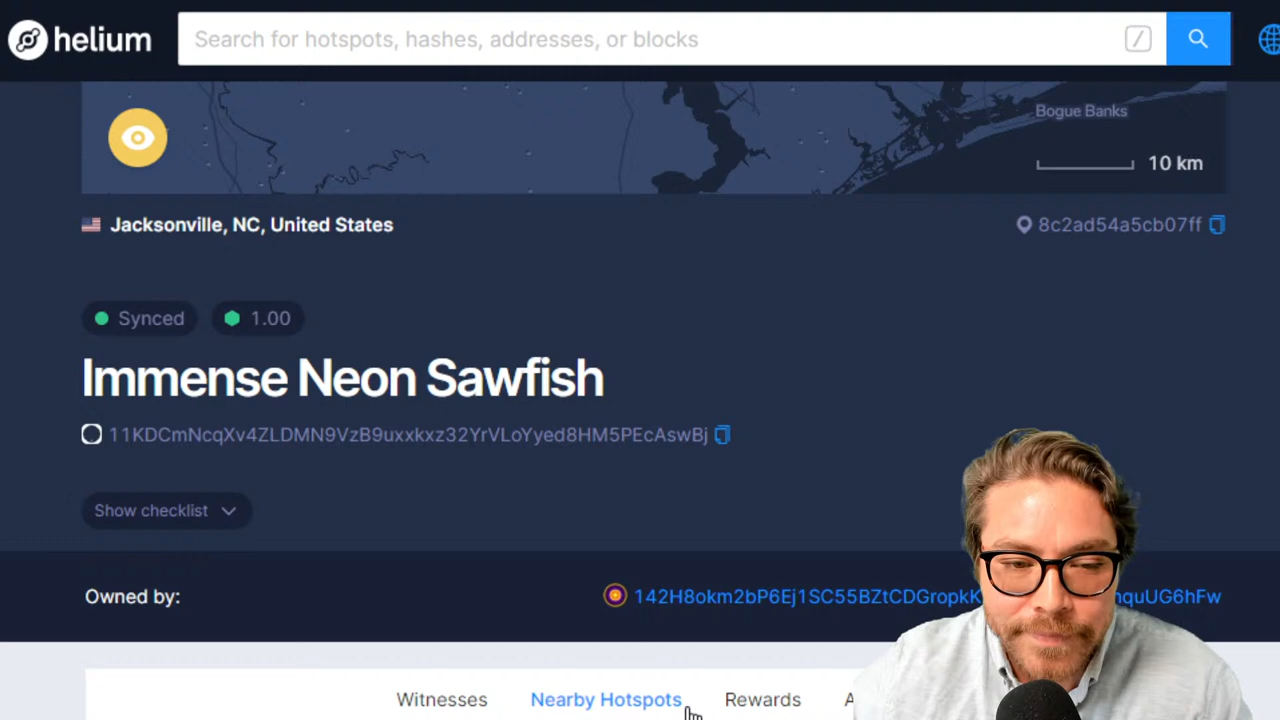 helium
Search for hotspots, hashes, addresses, or blocks
/
Bogue Banks
10 km
Jacksonville, NC, United States
8c2ad54a5cb07ff
Synced
1.00
Immense Neon Sawfish
11KDCmNcqXv4ZLDMN9VzB9uxxkxz32YrVLoYyed8HM5PEcAswBj
Show checklist
Owned by:
142H8okm2bP6Ej1SC55BZtCDGropkK
quUG6hFw
Witnesses
Nearby Hotspots
Rewards
A